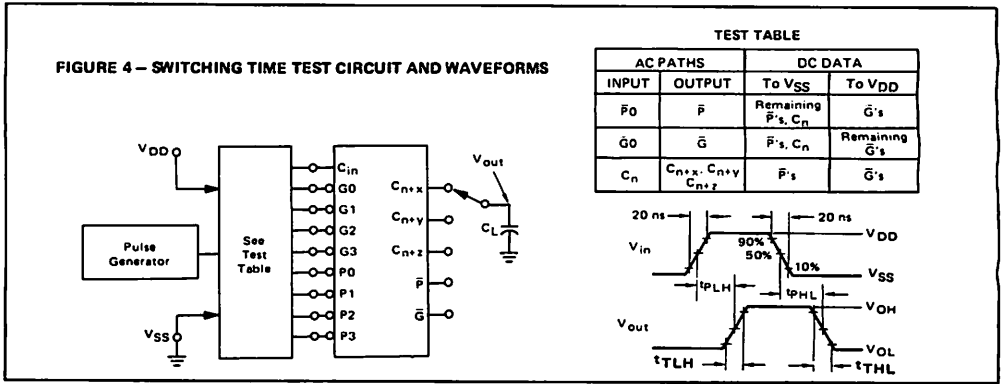 FIGURE 4 – SWITCHING TIME TEST CIRCUIT AND WAVEFORMS
VDD
Pulse
Generator
VSS
See
Test
Table
Cin
G0
G1
G2
G3
P0
P1
P2
P3
Cn+x
Cn+y
Cn+z
P̄
Ḡ
Vout
CL
TEST TABLE
AC PATHS DC DATA
INPUT OUTPUT To VSS To VDD
P̄0 P̄ Remaining P̄'s, Cn Ḡ's
Ḡ0 Ḡ P̄'s, Cn Remaining Ḡ's
Cn Cn+x, Cn+y Cn+z P̄'s Ḡ's
20 ns 20 ns
Vin
90%
50%
10%
VDD
VSS
tPLH tPHL
Vout
VOH
VOL
tTLH tTHL